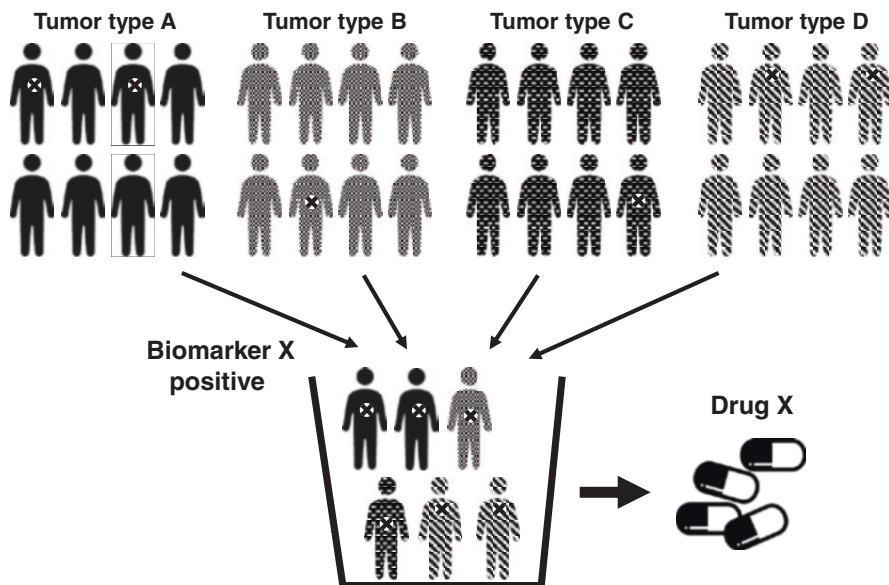 Tumor type A
Tumor type B
Tumor type C
Tumor type D
Biomarker X
positive
Drug X